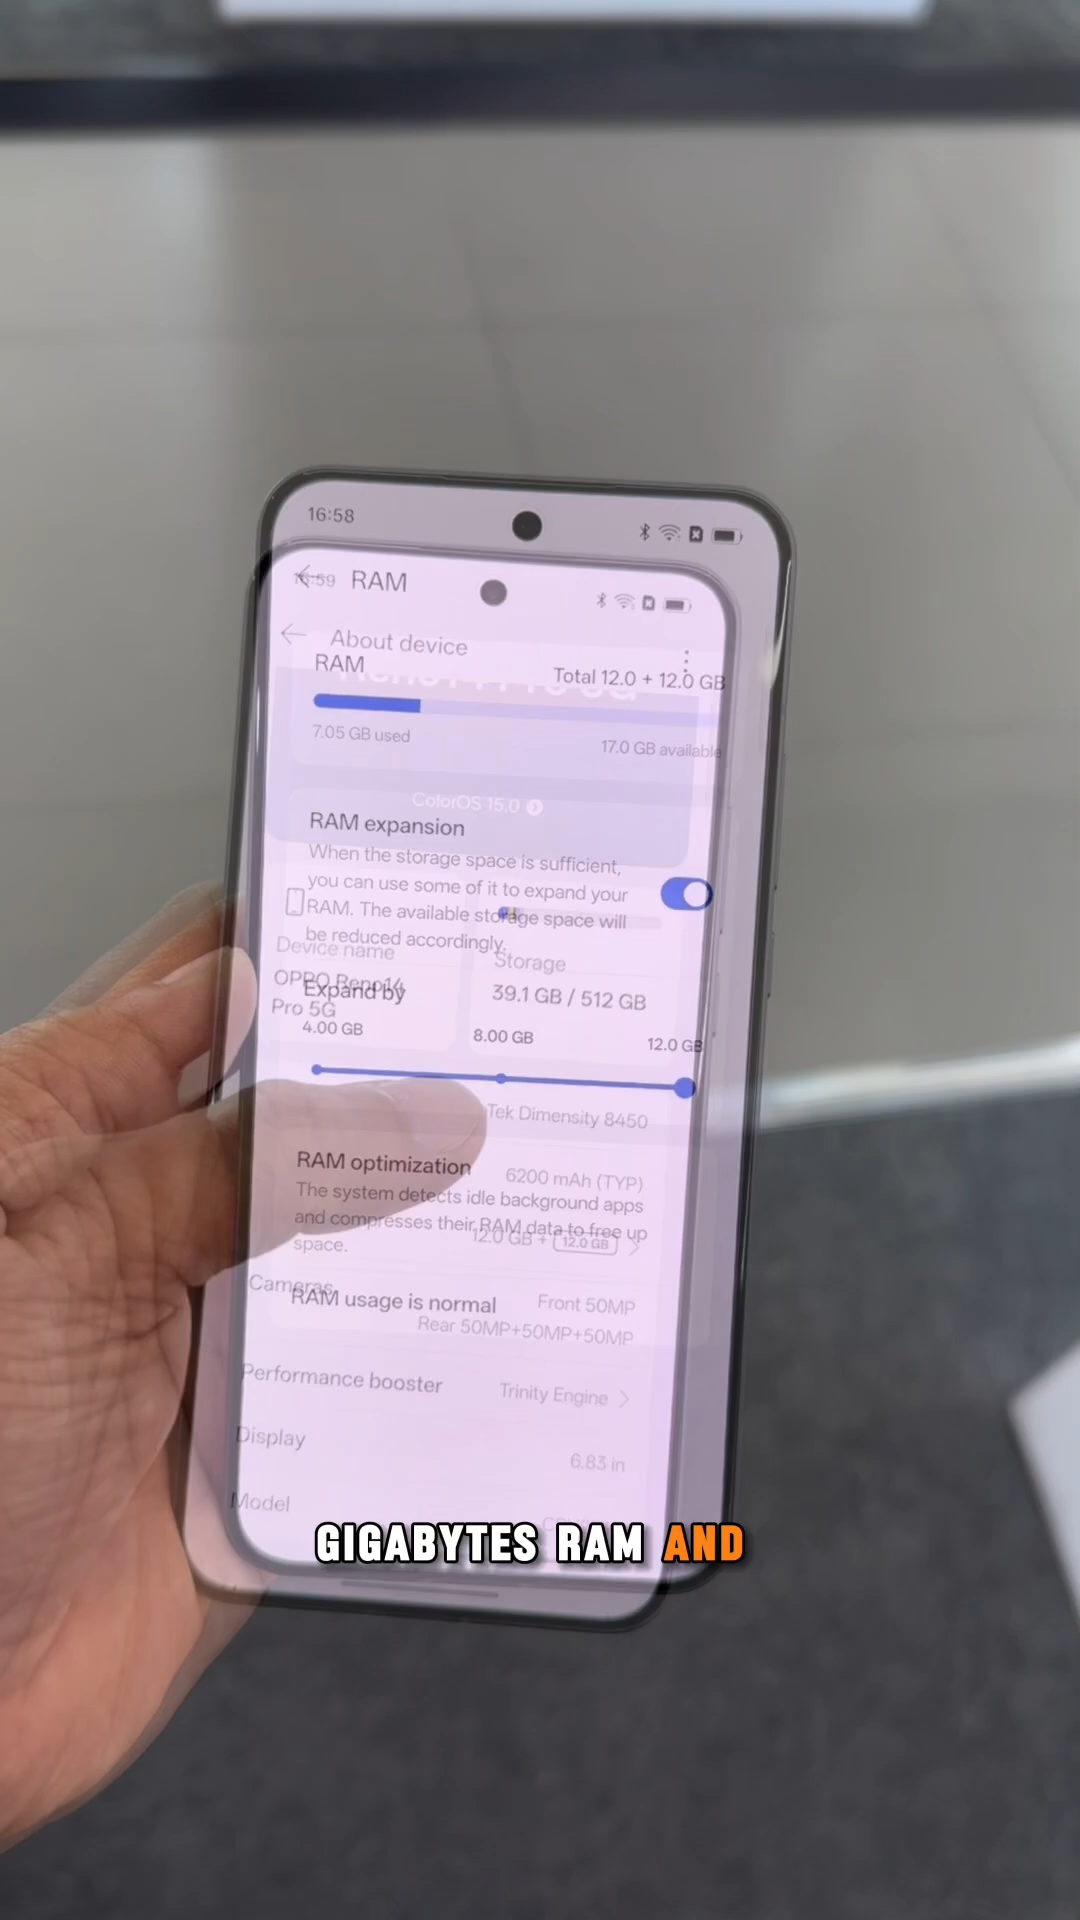 16:58
16:59
RAM
About device
RAM
Total 12.0 + 12.0 GB
7.05 GB used
17.0 GB available
ColorOS 15.0
RAM expansion
When the storage space is sufficient,
you can use some of it to expand your
RAM. The available storage space will
be reduced accordingly.
Device name
Storage
OPPO Reno14
Pro 5G
39.1 GB / 512 GB
Expand by
4.00 GB
8.00 GB
12.0 GB
Tek Dimensity 8450
RAM optimization
6200 mAh (TYP)
The system detects idle background apps
and compresses their RAM data to free up
space.
12.0 GB + 12.0 GB
Cameras
Front 50MP
RAM usage is normal
Rear 50MP+50MP+50MP
Performance booster
Trinity Engine
Display
6.83 in
Model
GIGABYTES RAM AND